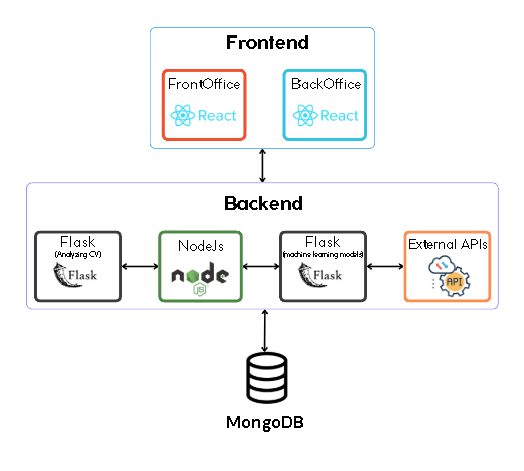 Frontend
FrontOffice
React
BackOffice
React
Backend
Flask
(Analyzing CV)
Flask
NodeJs
node
JS
Flask
(machine learning models)
Flask
External APIs
API
MongoDB